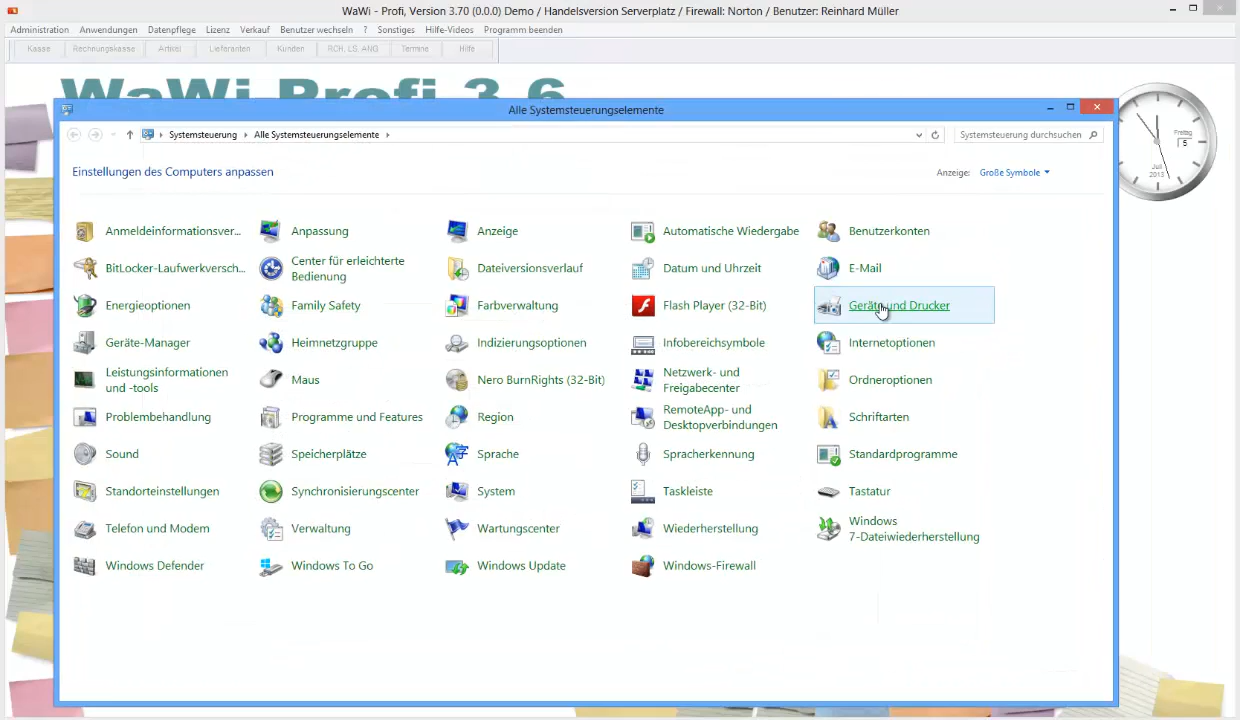 WaWi - Profi, Version 3.70 (0.0.0) Demo / Handelsversion Serverplatz / Firewall: Norton / Benutzer: Reinhard Müller
Administration Anwendungen Datenpflege Lizenz Verkauf Benutzer wechseln ? Sonstiges Hilfe-Videos Programm beenden
Kasse Rechnungskasse Artikel Lieferanten Kunden RCH, LS, ANG Termine Hilfe
WaWi Profi 3.6
Alle Systemsteuerungselemente
Systemsteuerung Alle Systemsteuerungselemente Systemsteuerung durchsuchen
Freitag
5
Juli
2013
Einstellungen des Computers anpassen
Anzeige: Große Symbole
Anmeldeinformationsver... Anpassung Anzeige Automatische Wiedergabe Benutzerkonten
BitLocker-Laufwerkversch... Center für erleichterte Bedienung Dateiversionsverlauf Datum und Uhrzeit E-Mail
Energieoptionen Family Safety Farbverwaltung Flash Player (32-Bit) Geräte und Drucker
Geräte-Manager Heimnetzgruppe Indizierungsoptionen Infobereichsymbole Internetoptionen
Leistungsinformationen und -tools Maus Nero BurnRights (32-Bit) Netzwerk- und Freigabecenter Ordneroptionen
Problembehandlung Programme und Features Region RemoteApp- und Desktopverbindungen Schriftarten
Sound Speicherplätze Sprache Spracherkennung Standardprogramme
Standorteinstellungen Synchronisierungscenter System Taskleiste Tastatur
Telefon und Modem Verwaltung Wartungscenter Wiederherstellung Windows 7-Dateiwiederherstellung
Windows Defender Windows To Go Windows Update Windows-Firewall